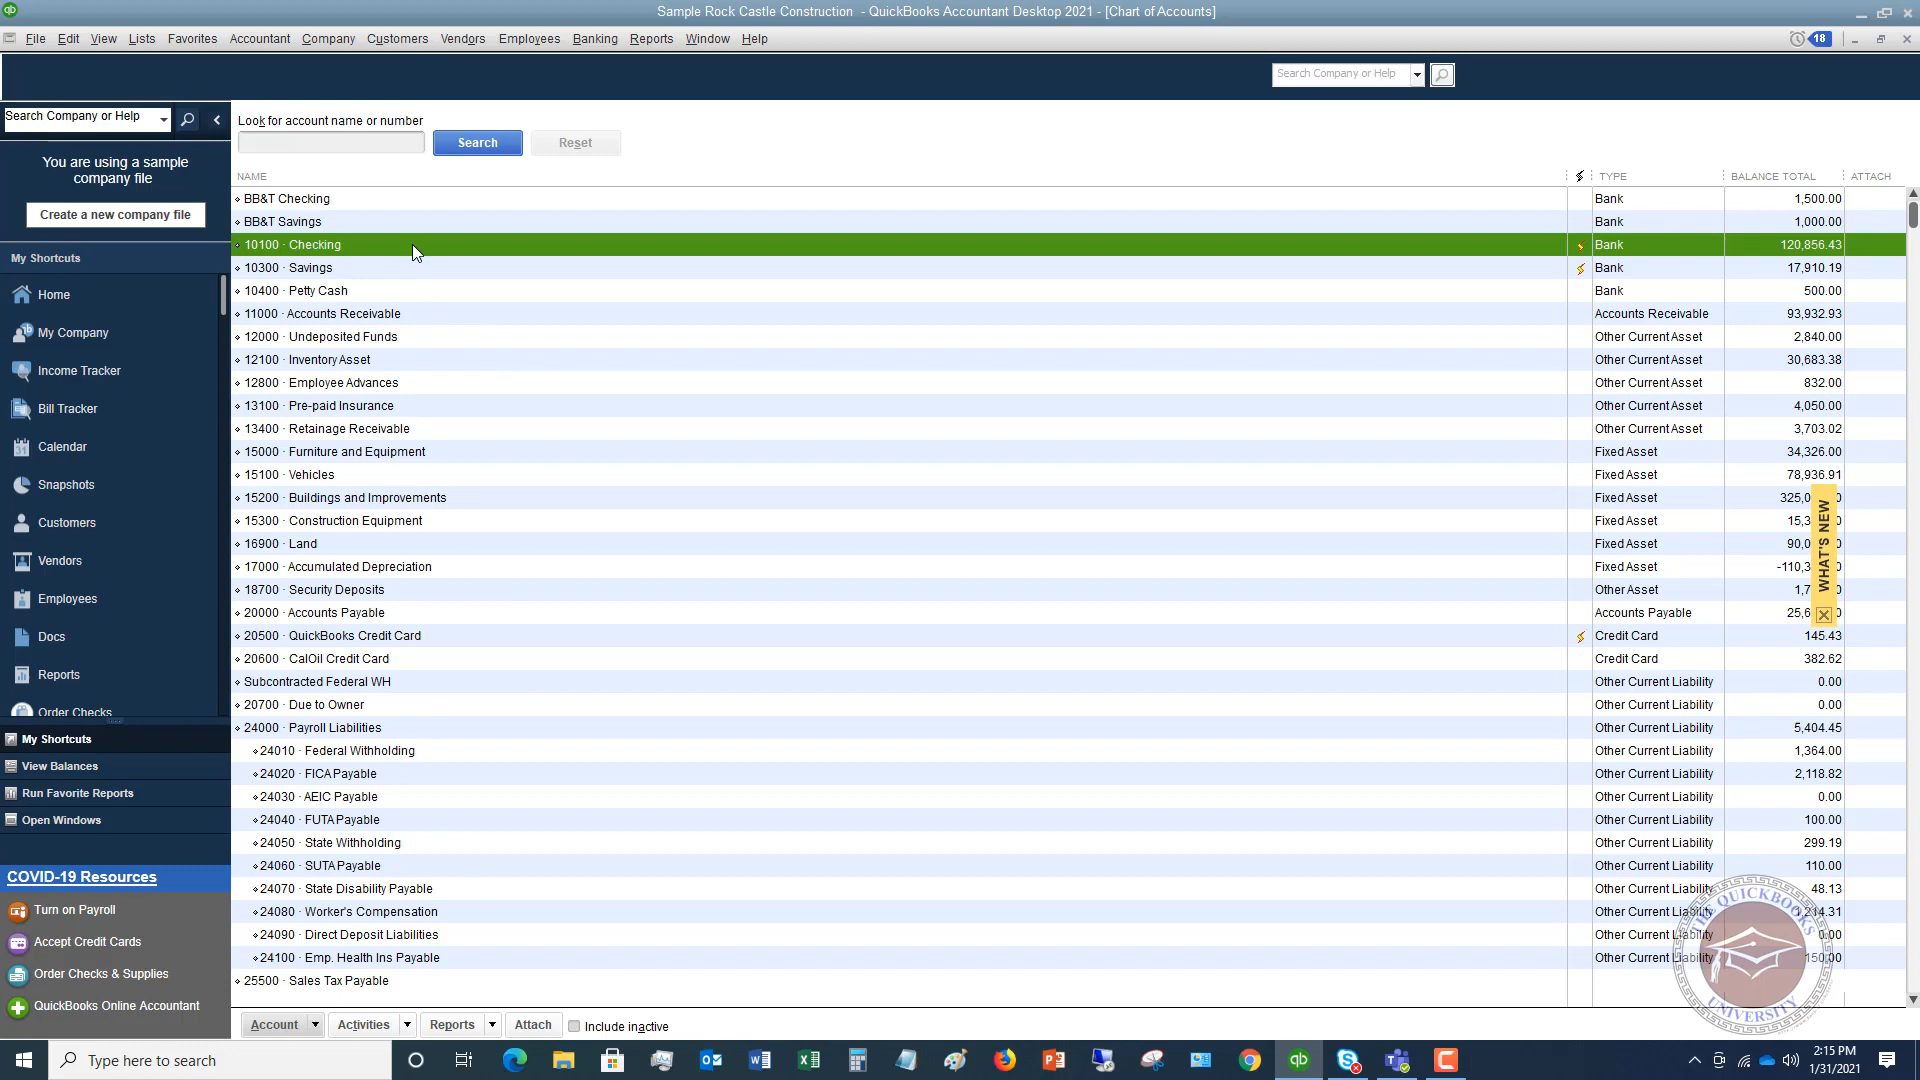 Sample Rock Castle Construction - QuickBooks Accountant Desktop 2021 - [Chart of Accounts]
File Edit View Lists Favorites Accountant Company Customers Vendors Employees Banking Reports Window Help
18
Search Company or Help
Search Company or Help
You are using a sample
company file
Create a new company file
My Shortcuts
Home
My Company
Income Tracker
Bill Tracker
Calendar
Snapshots
Customers
Vendors
Employees
Docs
Reports
Order Checks
My Shortcuts
View Balances
Run Favorite Reports
Open Windows
COVID-19 Resources
Turn on Payroll
Accept Credit Cards
Order Checks & Supplies
QuickBooks Online Accountant
Look for account name or number
Search Reset
NAME TYPE BALANCE TOTAL ATTACH
BB&T Checking Bank 1,500.00
BB&T Savings Bank 1,000.00
10100 · Checking Bank 120,856.43
10300 · Savings Bank 17,910.19
10400 · Petty Cash Bank 500.00
11000 · Accounts Receivable Accounts Receivable 93,932.93
12000 · Undeposited Funds Other Current Asset 2,840.00
12100 · Inventory Asset Other Current Asset 30,683.38
12800 · Employee Advances Other Current Asset 832.00
13100 · Pre-paid Insurance Other Current Asset 4,050.00
13400 · Retainage Receivable Other Current Asset 3,703.02
15000 · Furniture and Equipment Fixed Asset 34,326.00
15100 · Vehicles Fixed Asset 78,936.91
15200 · Buildings and Improvements Fixed Asset
15300 · Construction Equipment Fixed Asset
16900 · Land Fixed Asset
17000 · Accumulated Depreciation Fixed Asset
18700 · Security Deposits Other Asset
20000 · Accounts Payable Accounts Payable
WHAT'S NEW
20500 · QuickBooks Credit Card Credit Card 145.43
20600 · CalOil Credit Card Credit Card 382.62
Subcontracted Federal WH Other Current Liability 0.00
20700 · Due to Owner Other Current Liability 0.00
24000 · Payroll Liabilities Other Current Liability 5,404.45
24010 · Federal Withholding Other Current Liability 1,364.00
24020 · FICA Payable Other Current Liability 2,118.82
24030 · AEIC Payable Other Current Liability 0.00
24040 · FUTA Payable Other Current Liability 100.00
24050 · State Withholding Other Current Liability 299.19
24060 · SUTA Payable Other Current Liability 110.00
24070 · State Disability Payable Other Current Liability 48.13
24080 · Worker's Compensation Other Current Liability 1,214.31
24090 · Direct Deposit Liabilities Other Current Liability 0.00
24100 · Emp. Health Ins Payable Other Current Liability 150.00
25500 · Sales Tax Payable
THE QUICKBOOKS UNIVERSITY
Account Activities Reports Attach Include inactive
Type here to search
2:15 PM
1/31/2021